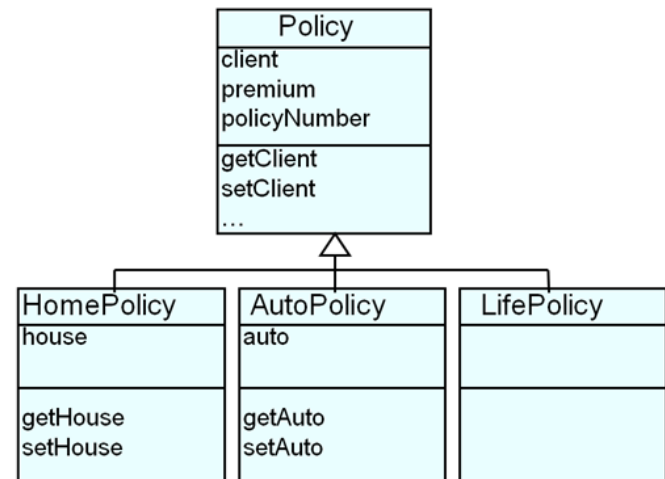 Policy
client
premium
policyNumber
getClient
setClient
...
HomePolicy
house
getHouse
setHouse
AutoPolicy
auto
getAuto
setAuto
LifePolicy